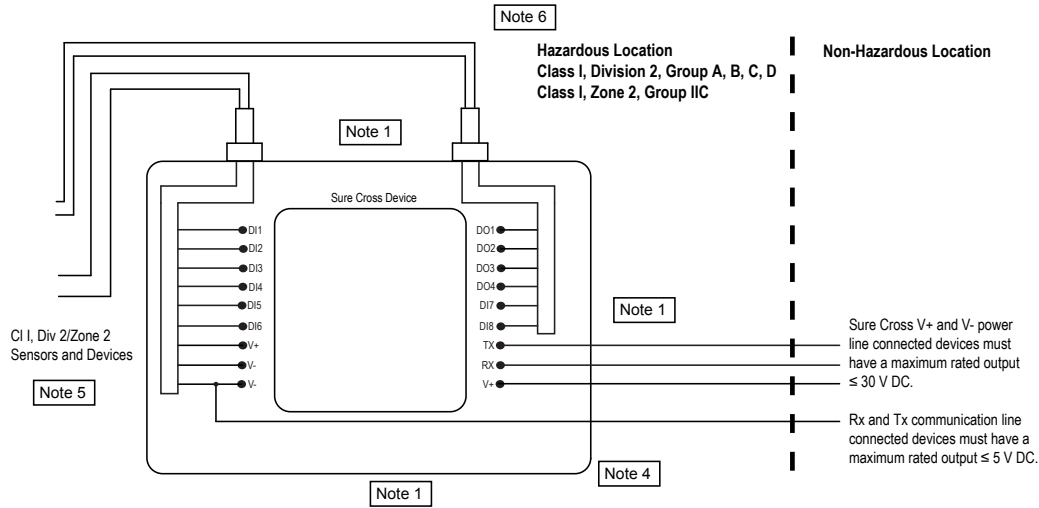 Note 6
Hazardous Location
Class I, Division 2, Group A, B, C, D
Class I, Zone 2, Group IIC
Non-Hazardous Location
Note 1
Sure Cross Device
DI1
DI2
DI3
DI4
DI5
DI6
V+
V-
V-
DO1
DO2
DO3
DO4
DI7
DI8
TX
RX
V+
Note 1
Cl I, Div 2/Zone 2
Sensors and Devices
Note 5
Sure Cross V+ and V- power
line connected devices must
have a maximum rated output
≤ 30 V DC.
Rx and Tx communication line
connected devices must have a
maximum rated output ≤ 5 V DC.
Note 4
Note 1